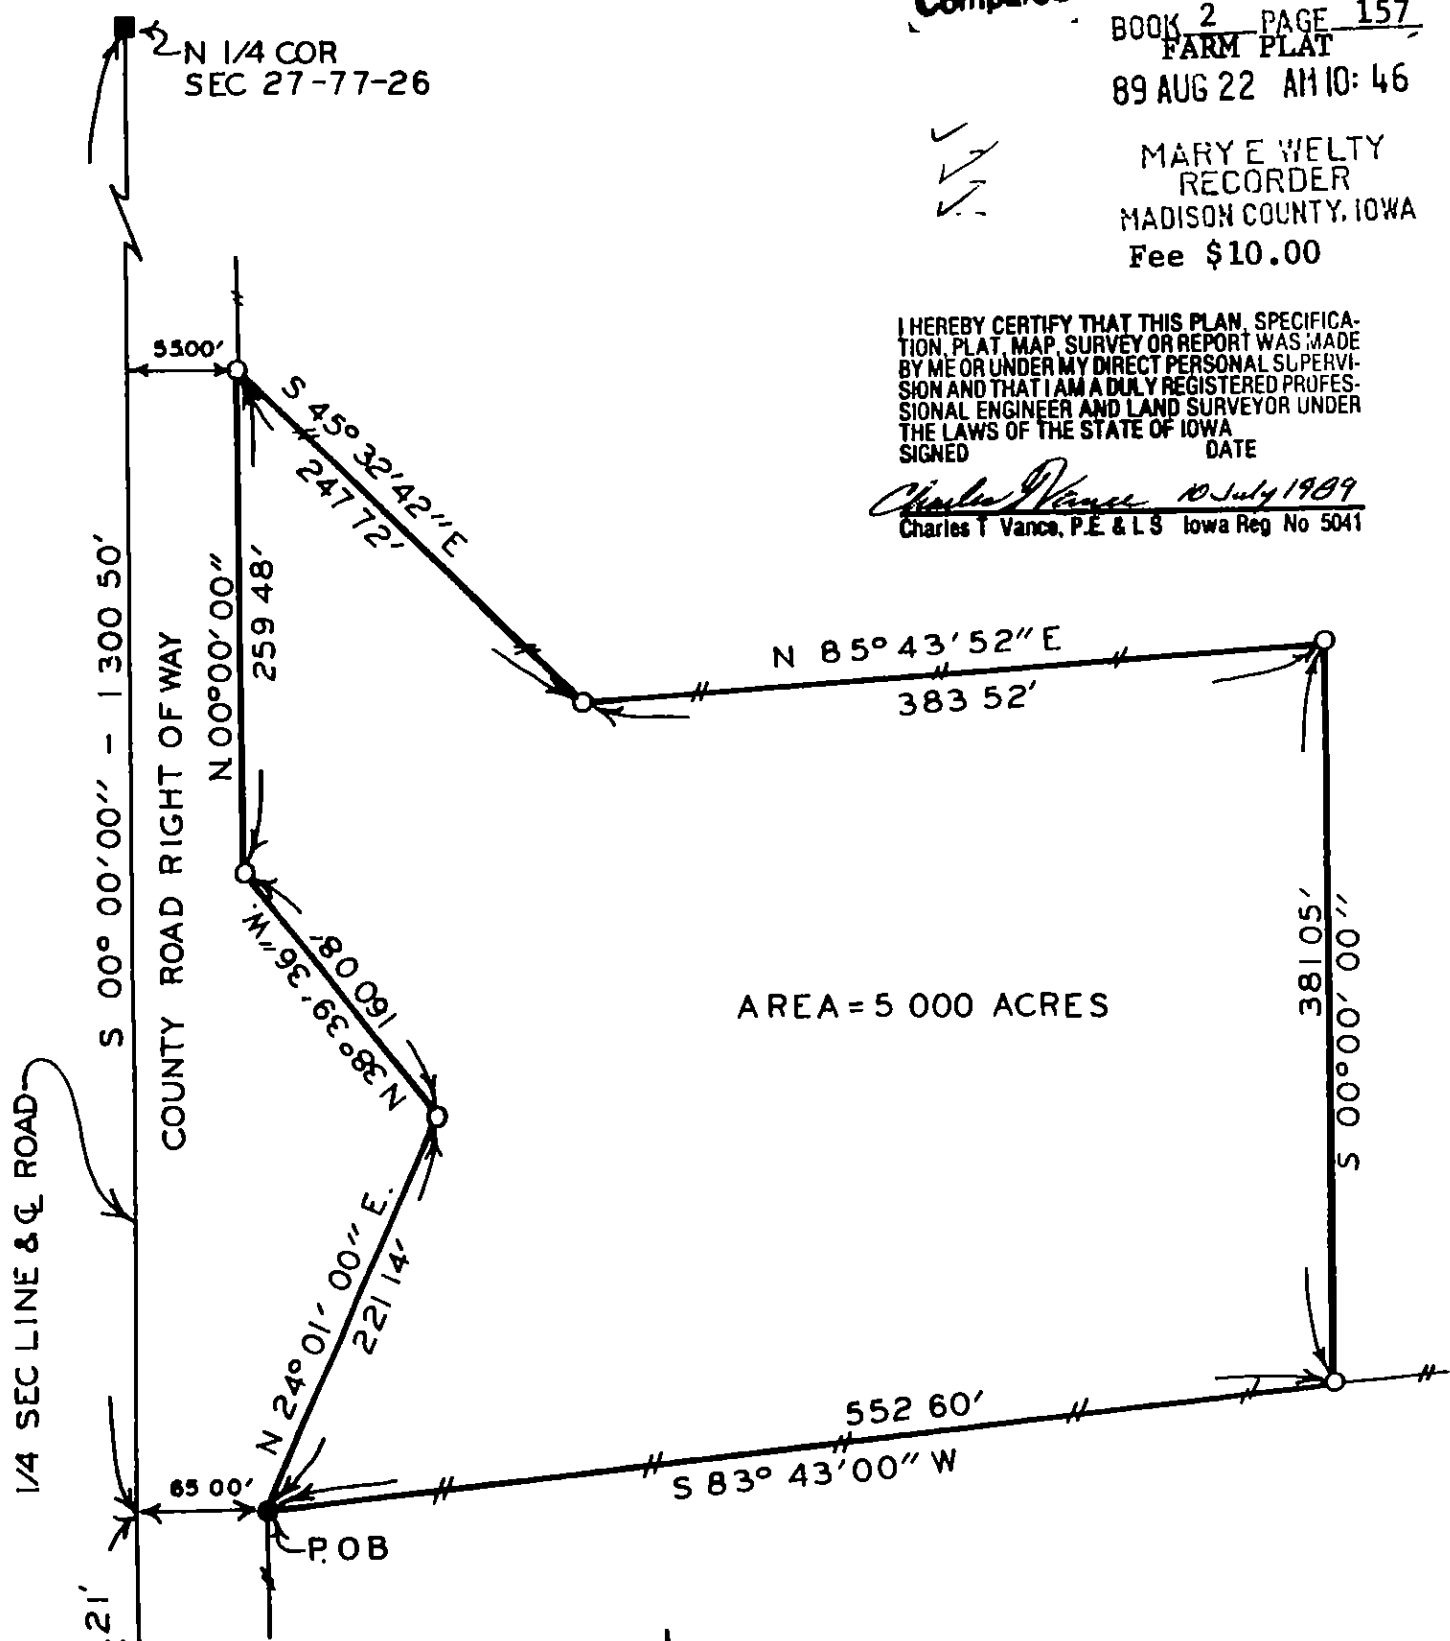 BOOK 2 PAGE 157
FARM PLAT
89 AUG 22 AM 10: 46
MARY E WELTY
RECORDER
MADISON COUNTY, IOWA
Fee $10.00
N 1/4 COR
SEC 27-77-26
I HEREBY CERTIFY THAT THIS PLAN, SPECIFICA-
TION, PLAT, MAP, SURVEY OR REPORT WAS MADE
BY ME OR UNDER MY DIRECT PERSONAL SUPERVI-
SION AND THAT I AM A DULY REGISTERED PROFES-
SIONAL ENGINEER AND LAND SURVEYOR UNDER
THE LAWS OF THE STATE OF IOWA
SIGNED DATE
Charles T Vance 10 July 1989
Charles T Vance, P.E. & L S Iowa Reg No 5041
55.00'
S 45° 32' 42" E
247 72'
N 00° 00' 00"
259 48'
N 85° 43' 52" E
383 52'
S 00° 00' 00" - 1300 50'
COUNTY ROAD RIGHT OF WAY
N 38° 39' 36" W.
160 08'
AREA = 5 000 ACRES
381 05'
S 00° 00' 00"
1/4 SEC LINE & ℄ ROAD
N 24° 01' 00" E.
221 14'
552 60'
S 83° 43' 00" W
65 00'
P.O B
21'